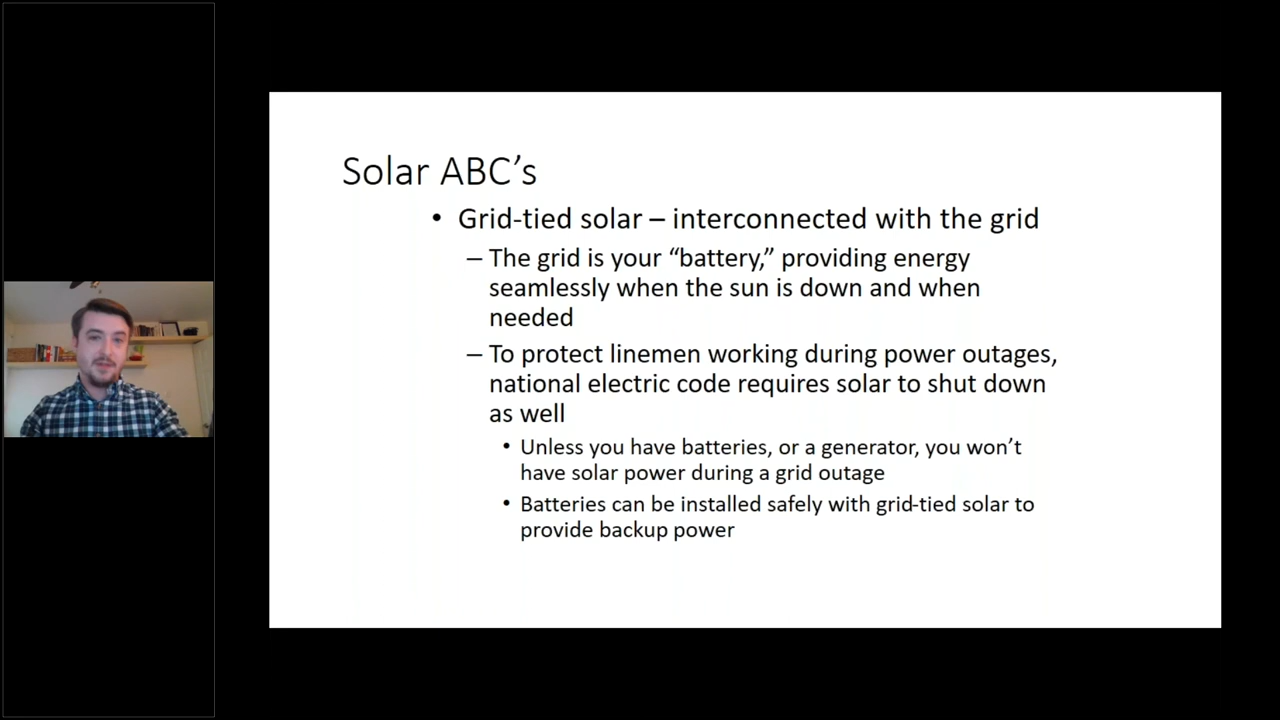 Solar ABC’s
• Grid-tied solar – interconnected with the grid
– The grid is your “battery,” providing energy
seamlessly when the sun is down and when
needed
– To protect linemen working during power outages,
national electric code requires solar to shut down
as well
• Unless you have batteries, or a generator, you won’t
have solar power during a grid outage
• Batteries can be installed safely with grid-tied solar to
provide backup power